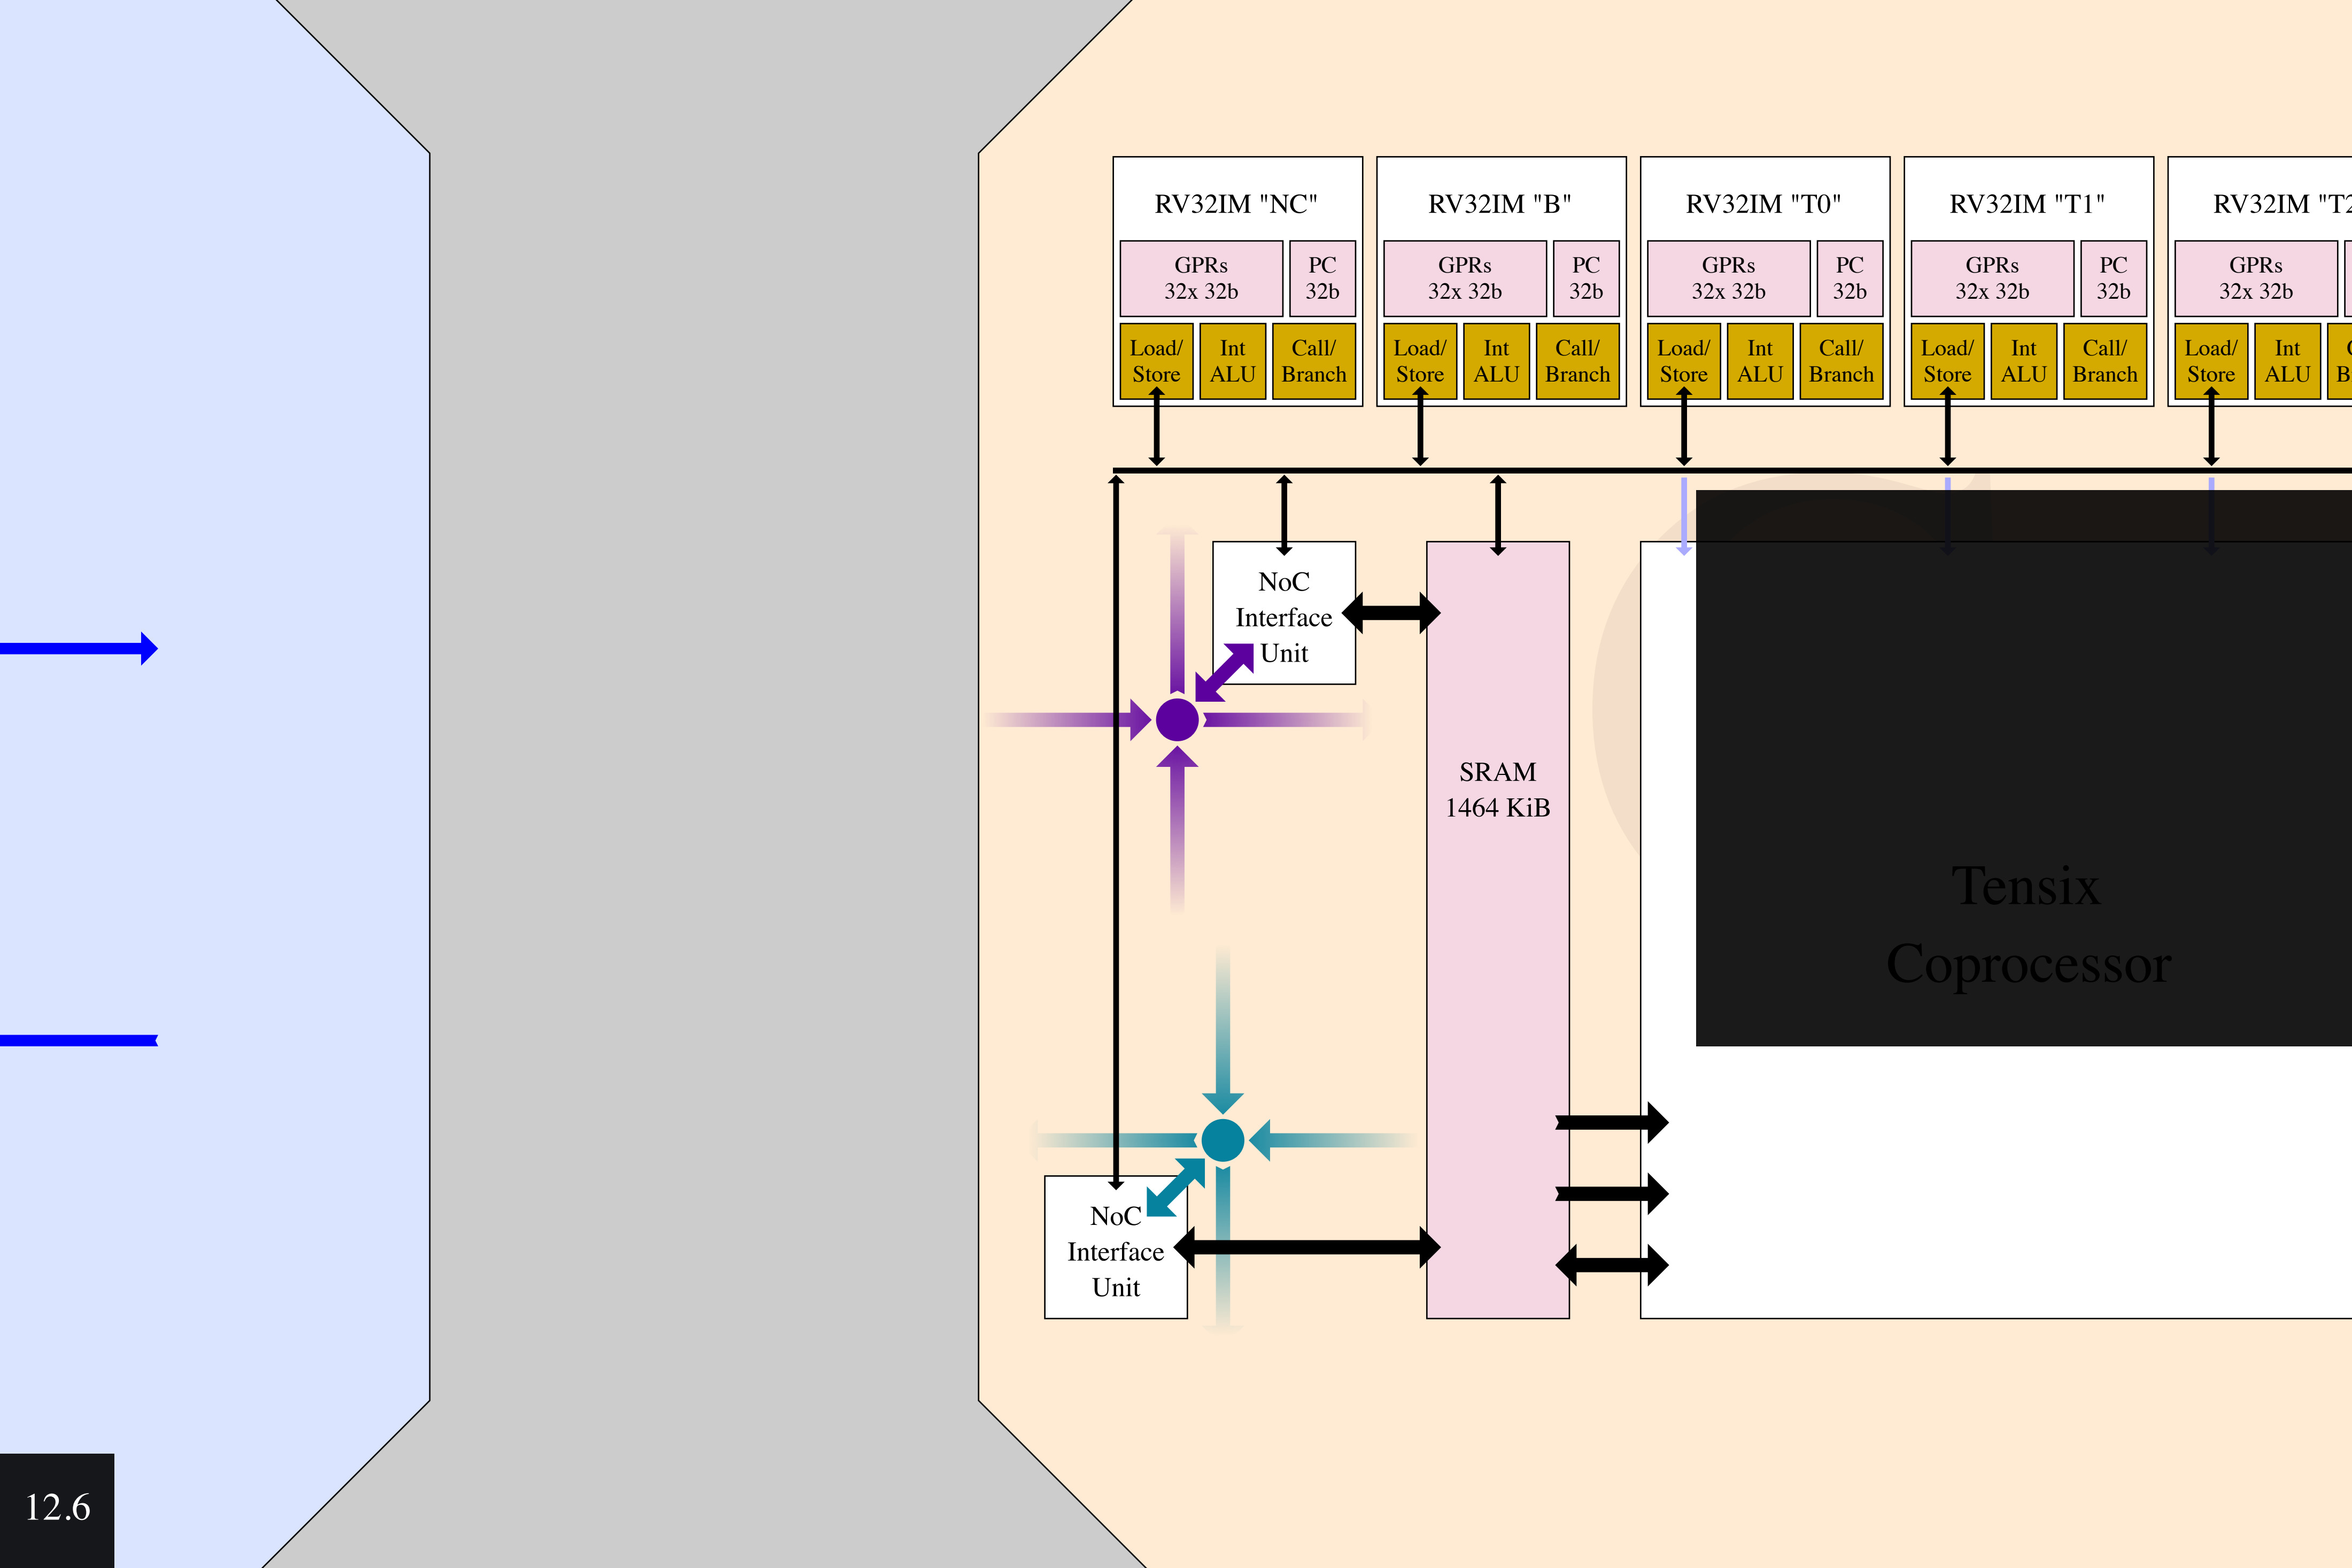 RV32IM "NC"
GPRs
32x 32b
PC
32b
Load/
Store
Int
ALU
Call/
Branch
RV32IM "B"
GPRs
32x 32b
PC
32b
Load/
Store
Int
ALU
Call/
Branch
RV32IM "T0"
GPRs
32x 32b
PC
32b
Load/
Store
Int
ALU
Call/
Branch
RV32IM "T1"
GPRs
32x 32b
PC
32b
Load/
Store
Int
ALU
Call/
Branch
RV32IM "T2
GPRs
32x 32b
Load/
Store
Int
ALU
NoC
Interface
Unit
SRAM
1464 KiB
Tensix
Coprocessor
NoC
Interface
Unit
12.6